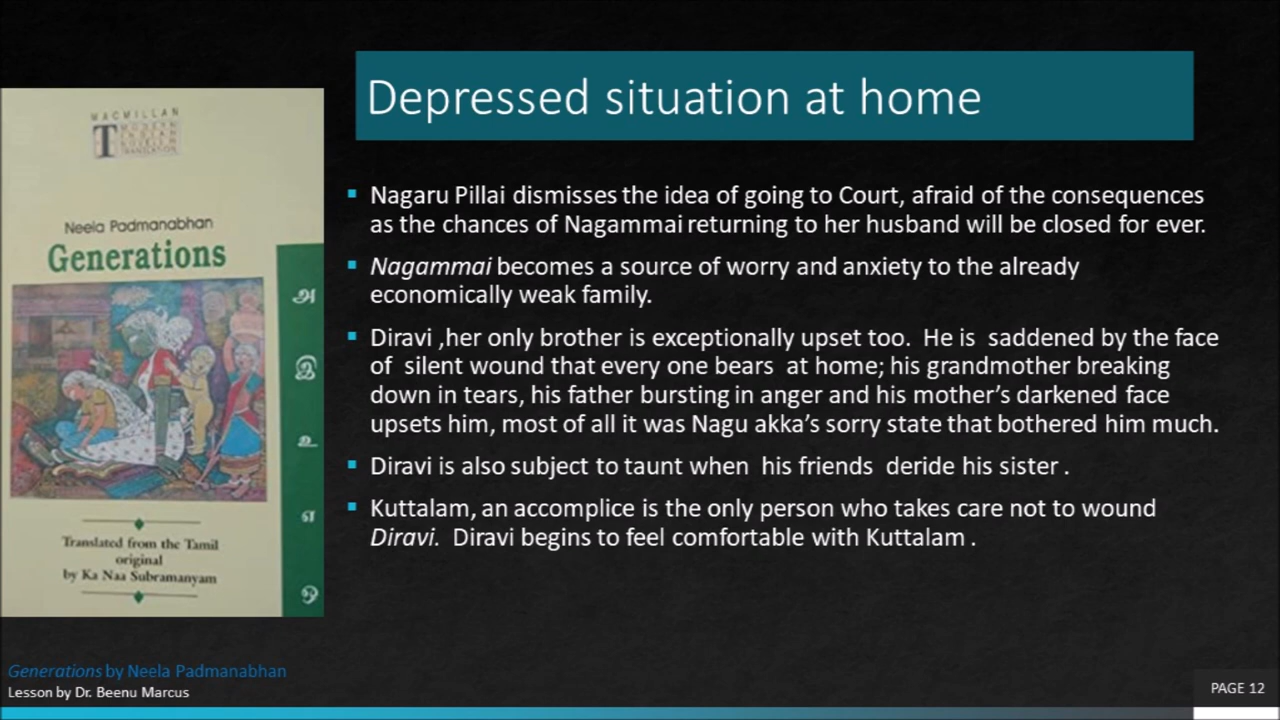 Depressed situation at home
MACMILLAN
MODERN
INDIAN
NOVELS IN
TRANSLATION
Neela Padmanabhan
Generations
அ
இ
உ
எ
ஒ
Translated from the Tamil
original
by Ka Naa Subramanyam
▪ Nagaru Pillai dismisses the idea of going to Court, afraid of the consequences
as the chances of Nagammai returning to her husband will be closed for ever.
▪ Nagammai becomes a source of worry and anxiety to the already
economically weak family.
▪ Diravi ,her only brother is exceptionally upset too. He is saddened by the face
of silent wound that every one bears at home; his grandmother breaking
down in tears, his father bursting in anger and his mother’s darkened face
upsets him, most of all it was Nagu akka’s sorry state that bothered him much.
▪ Diravi is also subject to taunt when his friends deride his sister .
▪ Kuttalam, an accomplice is the only person who takes care not to wound
Diravi. Diravi begins to feel comfortable with Kuttalam .
Generations by Neela Padmanabhan
Lesson by Dr. Beenu Marcus
PAGE 12